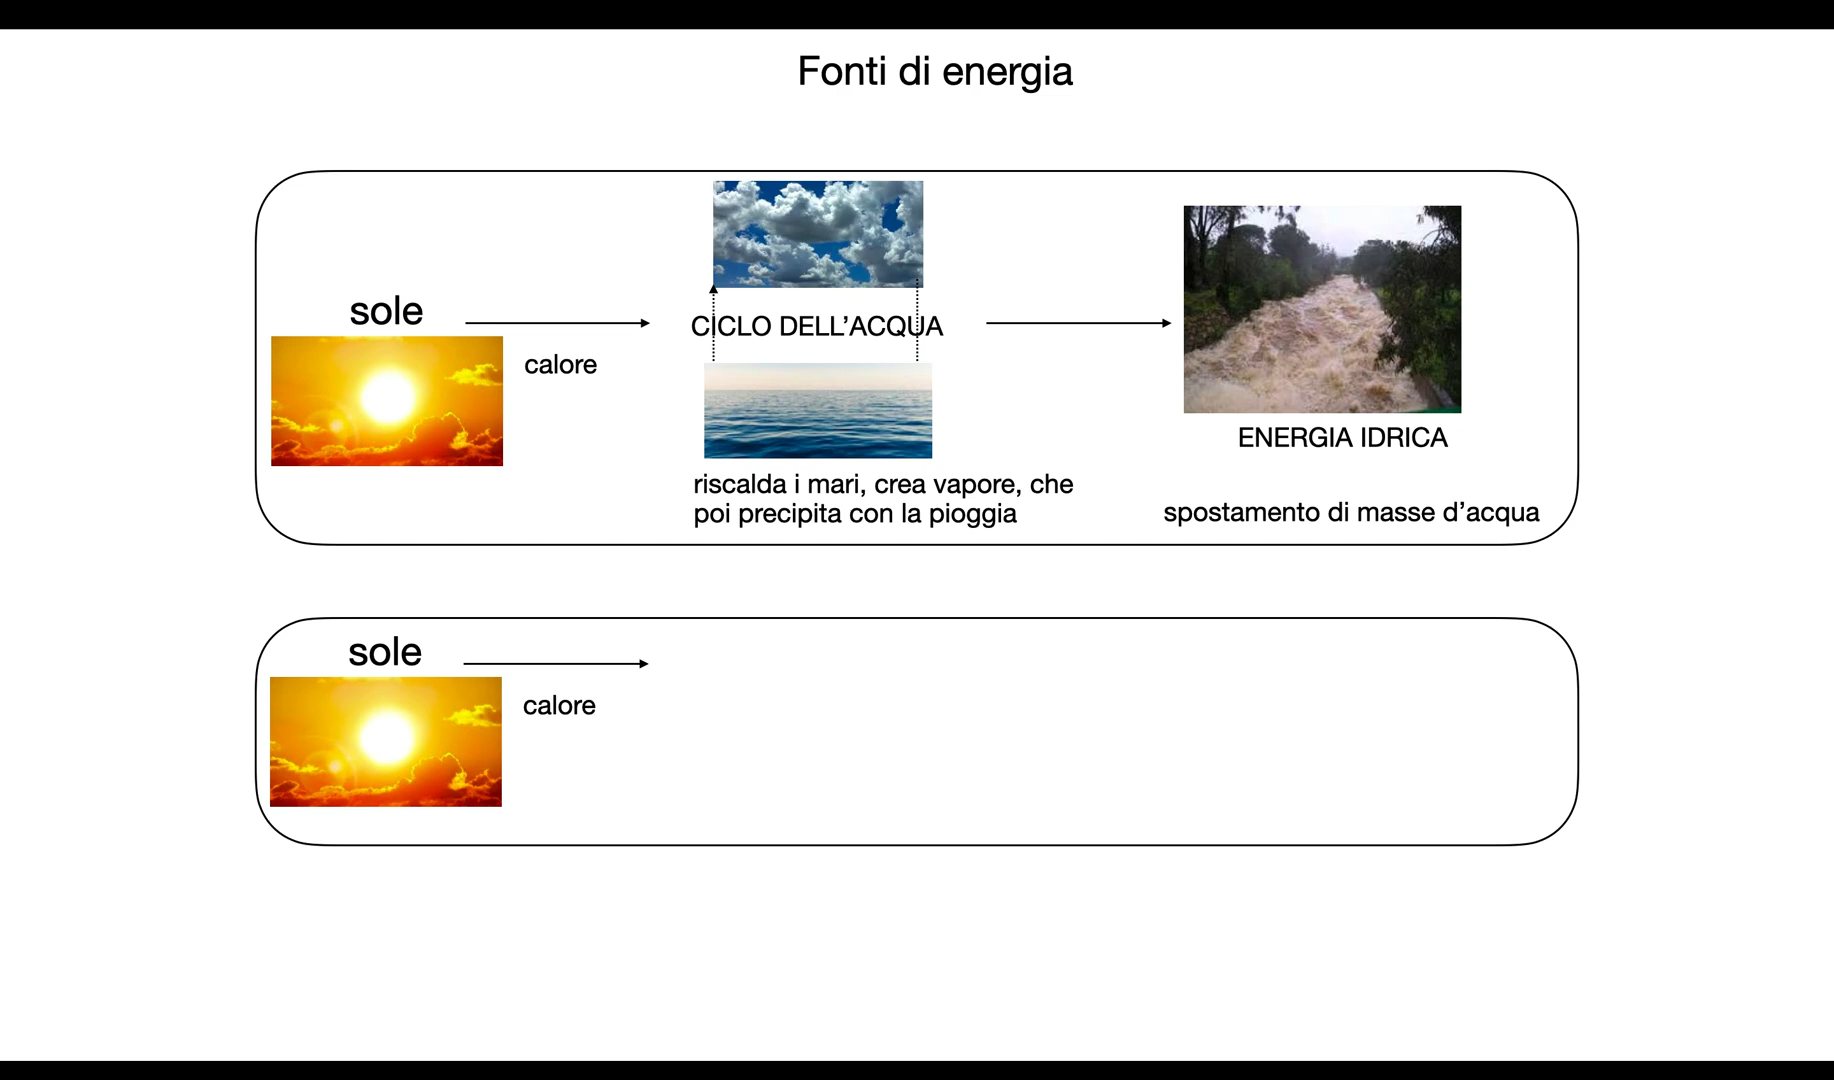 Fonti di energia
sole
calore
CICLO DELL’ACQUA
riscalda i mari, crea vapore, che
poi precipita con la pioggia
ENERGIA IDRICA
spostamento di masse d’acqua
sole
calore